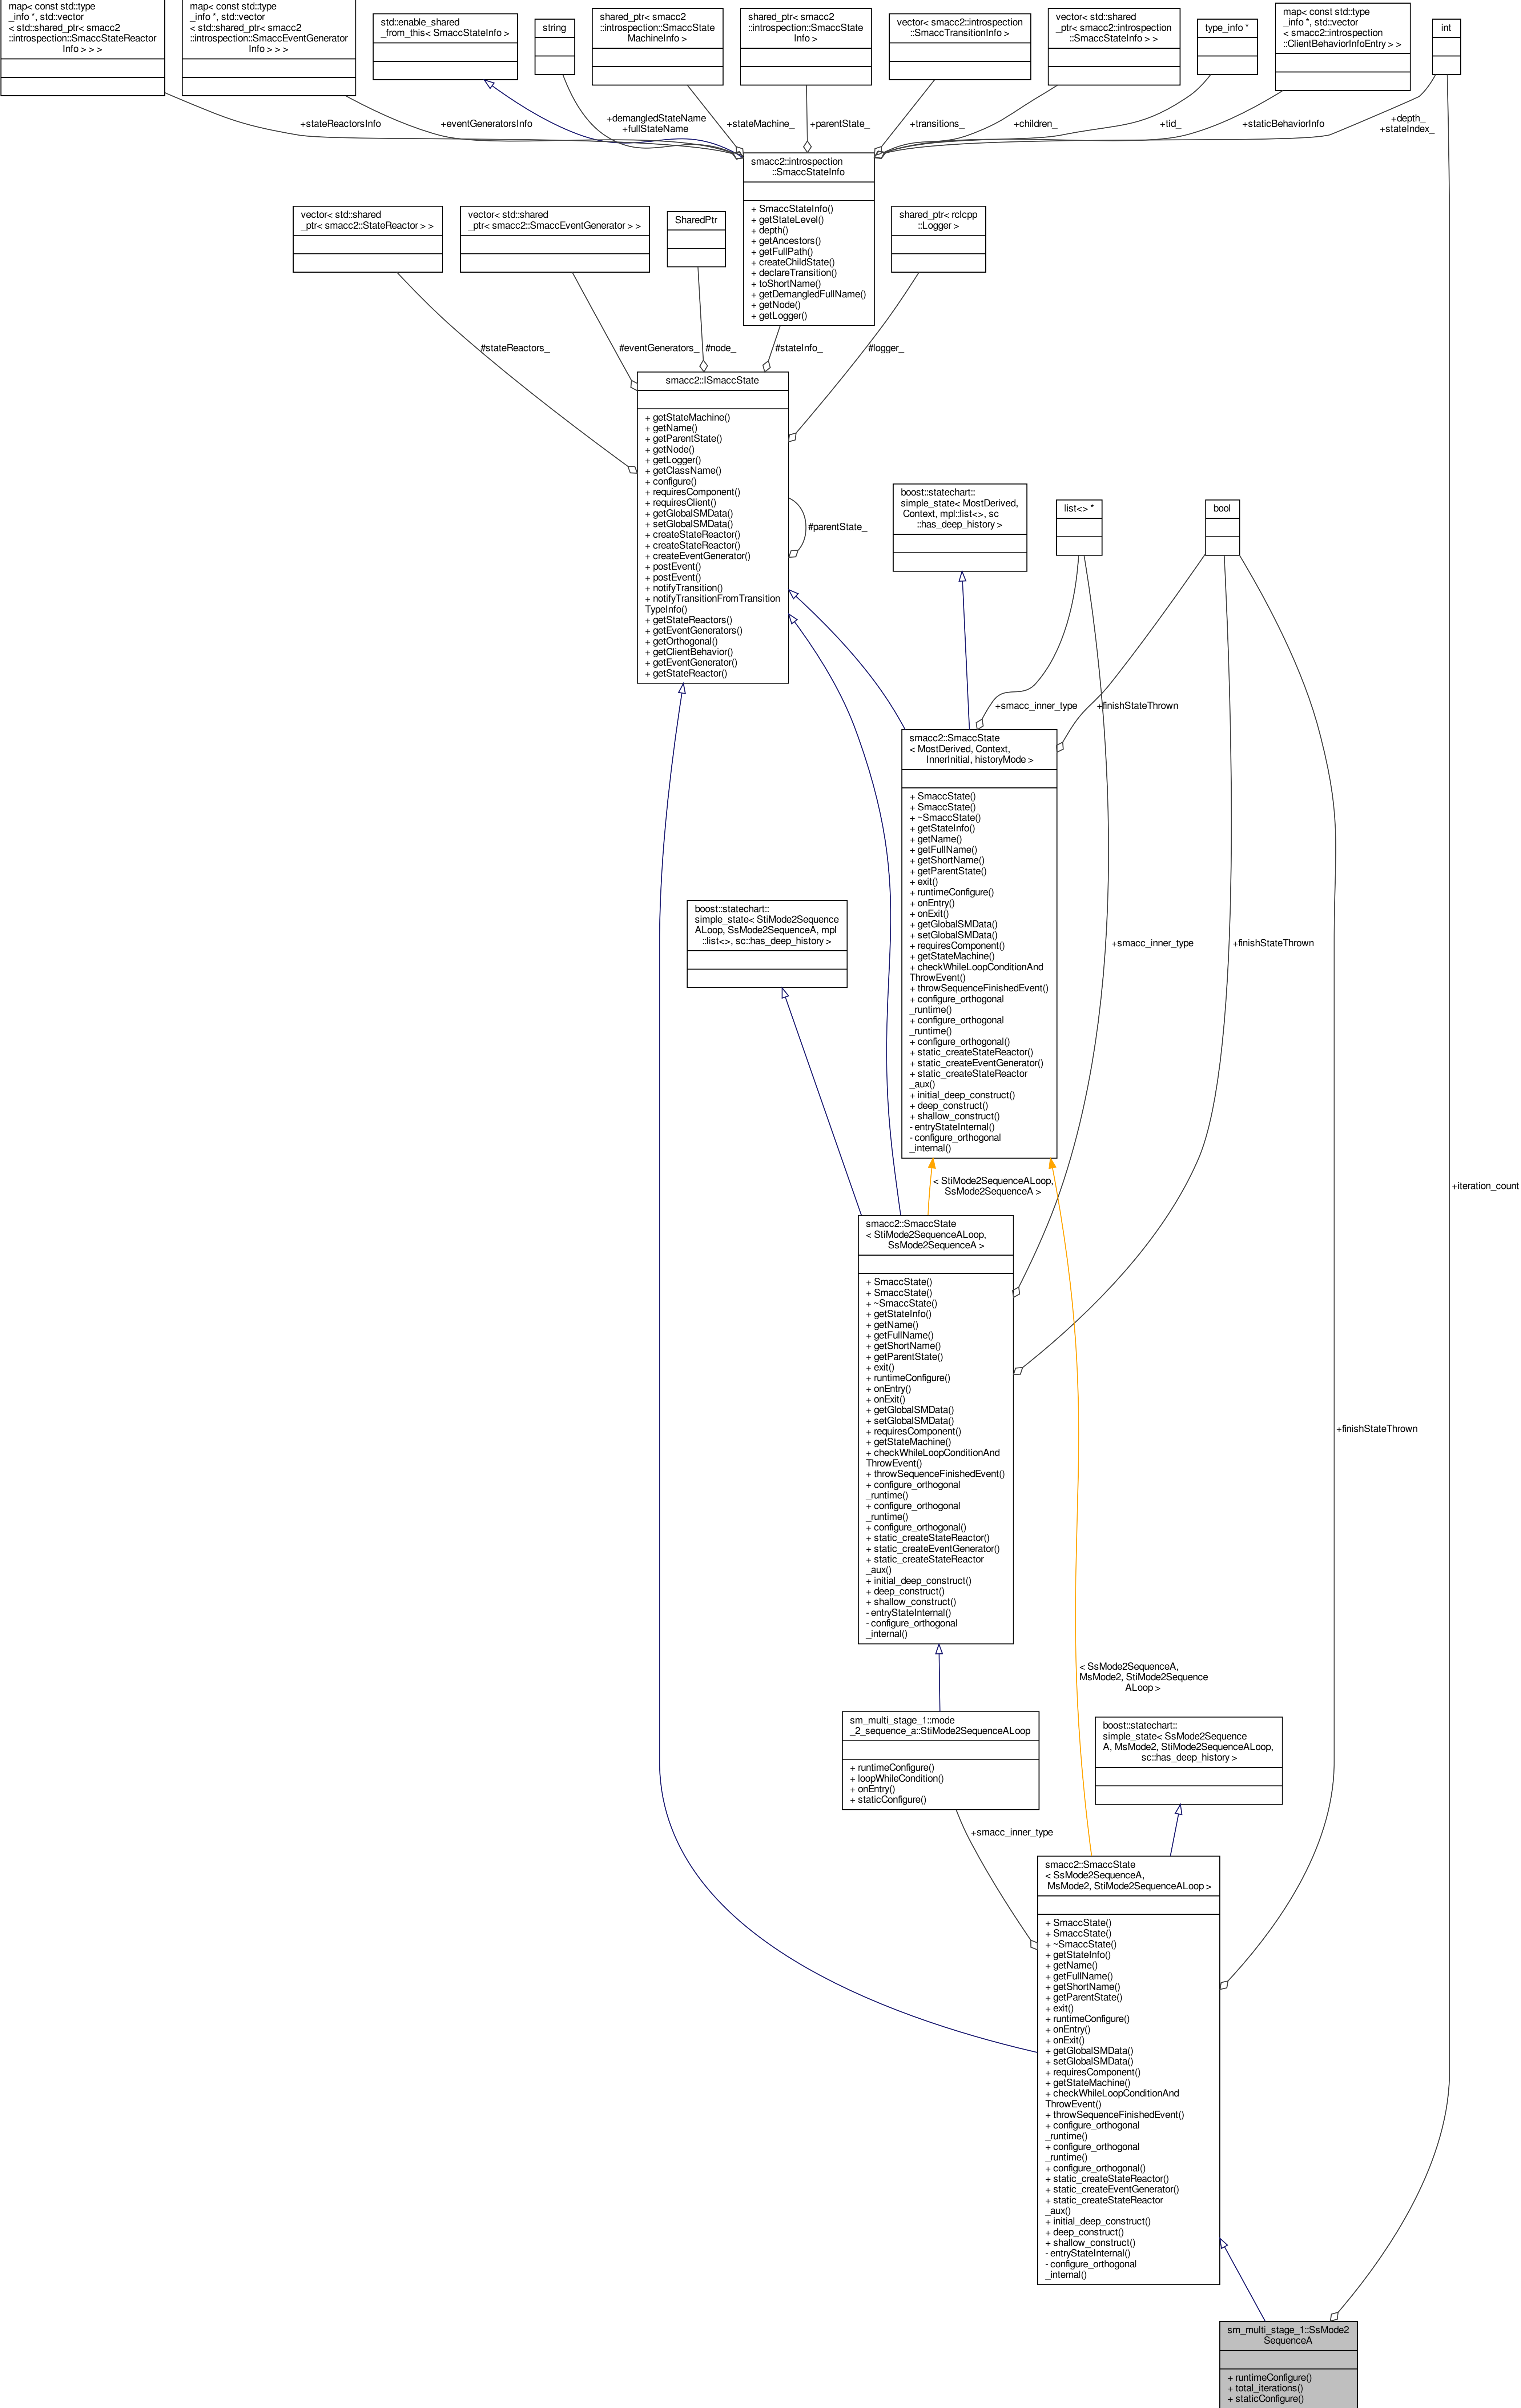 map< const std::type
_info *, std::vector
< std::shared_ptr< smacc2
::introspection::SmaccStateReactor
Info > > >
map< const std::type
_info *, std::vector
< std::shared_ptr< smacc2
::introspection::SmaccEventGenerator
Info > > >
std::enable_shared
_from_this< SmaccStateInfo >
string
shared_ptr< smacc2
::introspection::SmaccState
MachineInfo >
shared_ptr< smacc2
::introspection::SmaccState
Info >
vector< smacc2::introspection
::SmaccTransitionInfo >
vector< std::shared
_ptr< smacc2::introspection
::SmaccStateInfo > >
type_info *
map< const std::type
_info *, std::vector
< smacc2::introspection
::ClientBehaviorInfoEntry > >
int
+stateReactorsInfo
+eventGeneratorsInfo
+demangledStateName
+fullStateName
+stateMachine_
+parentState_
+transitions_
+children_
+tid_
+staticBehaviorInfo
+depth_
+stateIndex_
smacc2::introspection
::SmaccStateInfo
+ SmaccStateInfo()
+ getStateLevel()
+ depth()
+ getAncestors()
+ getFullPath()
+ createChildState()
+ declareTransition()
+ toShortName()
+ getDemangledFullName()
+ getNode()
+ getLogger()
vector< std::shared
_ptr< smacc2::StateReactor > >
vector< std::shared
_ptr< smacc2::SmaccEventGenerator > >
SharedPtr
shared_ptr< rclcpp
::Logger >
#stateReactors_
#eventGenerators_
#node_
#stateInfo_
#logger_
smacc2::ISmaccState
+ getStateMachine()
+ getName()
+ getParentState()
+ getNode()
+ getLogger()
+ getClassName()
+ configure()
+ requiresComponent()
+ requiresClient()
+ getGlobalSMData()
+ setGlobalSMData()
+ createStateReactor()
+ createStateReactor()
+ createEventGenerator()
+ postEvent()
+ postEvent()
+ notifyTransition()
+ notifyTransitionFromTransition
TypeInfo()
+ getStateReactors()
+ getEventGenerators()
+ getOrthogonal()
+ getClientBehavior()
+ getEventGenerator()
+ getStateReactor()
#parentState_
boost::statechart::
simple_state< MostDerived,
Context, mpl::list<>, sc
::has_deep_history >
list<> *
bool
+smacc_inner_type
+finishStateThrown
smacc2::SmaccState
< MostDerived, Context,
InnerInitial, historyMode >
+ SmaccState()
+ SmaccState()
+ ~SmaccState()
+ getStateInfo()
+ getName()
+ getFullName()
+ getShortName()
+ getParentState()
+ exit()
+ runtimeConfigure()
+ onEntry()
+ onExit()
+ getGlobalSMData()
+ setGlobalSMData()
+ requiresComponent()
+ getStateMachine()
+ checkWhileLoopConditionAnd
ThrowEvent()
+ throwSequenceFinishedEvent()
+ configure_orthogonal
_runtime()
+ configure_orthogonal
_runtime()
+ configure_orthogonal()
+ static_createStateReactor()
+ static_createEventGenerator()
+ static_createStateReactor
_aux()
+ initial_deep_construct()
+ deep_construct()
+ shallow_construct()
- entryStateInternal()
- configure_orthogonal
_internal()
boost::statechart::
simple_state< StiMode2Sequence
ALoop, SsMode2SequenceA, mpl
::list<>, sc::has_deep_history >
+smacc_inner_type
+finishStateThrown
< StiMode2SequenceALoop,
SsMode2SequenceA >
+iteration_count
smacc2::SmaccState
< StiMode2SequenceALoop,
SsMode2SequenceA >
+ SmaccState()
+ SmaccState()
+ ~SmaccState()
+ getStateInfo()
+ getName()
+ getFullName()
+ getShortName()
+ getParentState()
+ exit()
+ runtimeConfigure()
+ onEntry()
+ onExit()
+ getGlobalSMData()
+ setGlobalSMData()
+ requiresComponent()
+ getStateMachine()
+ checkWhileLoopConditionAnd
ThrowEvent()
+ throwSequenceFinishedEvent()
+ configure_orthogonal
_runtime()
+ configure_orthogonal
_runtime()
+ configure_orthogonal()
+ static_createStateReactor()
+ static_createEventGenerator()
+ static_createStateReactor
_aux()
+ initial_deep_construct()
+ deep_construct()
+ shallow_construct()
- entryStateInternal()
- configure_orthogonal
_internal()
+finishStateThrown
< SsMode2SequenceA,
MsMode2, StiMode2Sequence
ALoop >
sm_multi_stage_1::mode
_2_sequence_a::StiMode2SequenceALoop
+ runtimeConfigure()
+ loopWhileCondition()
+ onEntry()
+ staticConfigure()
boost::statechart::
simple_state< SsMode2Sequence
A, MsMode2, StiMode2SequenceALoop,
sc::has_deep_history >
+smacc_inner_type
smacc2::SmaccState
< SsMode2SequenceA,
MsMode2, StiMode2SequenceALoop >
+ SmaccState()
+ SmaccState()
+ ~SmaccState()
+ getStateInfo()
+ getName()
+ getFullName()
+ getShortName()
+ getParentState()
+ exit()
+ runtimeConfigure()
+ onEntry()
+ onExit()
+ getGlobalSMData()
+ setGlobalSMData()
+ requiresComponent()
+ getStateMachine()
+ checkWhileLoopConditionAnd
ThrowEvent()
+ throwSequenceFinishedEvent()
+ configure_orthogonal
_runtime()
+ configure_orthogonal
_runtime()
+ configure_orthogonal()
+ static_createStateReactor()
+ static_createEventGenerator()
+ static_createStateReactor
_aux()
+ initial_deep_construct()
+ deep_construct()
+ shallow_construct()
- entryStateInternal()
- configure_orthogonal
_internal()
sm_multi_stage_1::SsMode2
SequenceA
+ runtimeConfigure()
+ total_iterations()
+ staticConfigure()